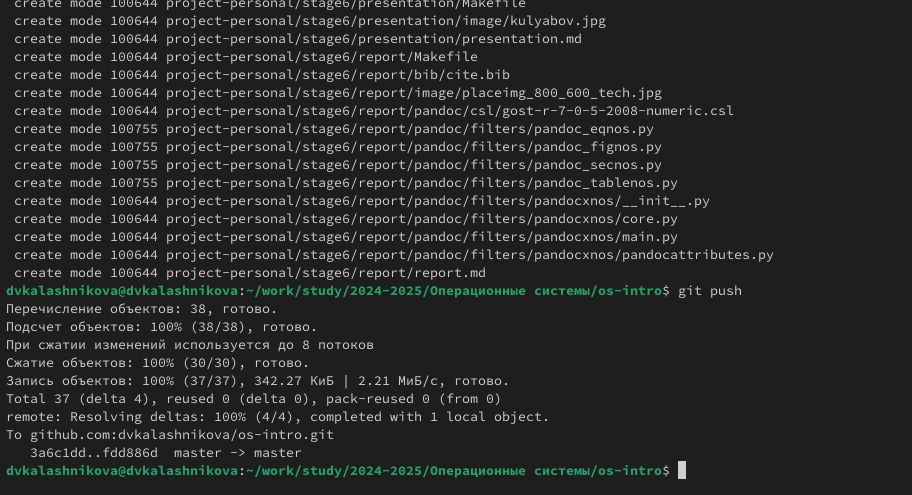 create mode 100644 project-personal/stage6/presentation/Makefile
create mode 100644 project-personal/stage6/presentation/image/kulyabov.jpg
create mode 100644 project-personal/stage6/presentation/presentation.md
create mode 100644 project-personal/stage6/report/Makefile
create mode 100644 project-personal/stage6/report/bib/cite.bib
create mode 100644 project-personal/stage6/report/image/placeimg_800_600_tech.jpg
create mode 100644 project-personal/stage6/report/pandoc/csl/gost-r-7-0-5-2008-numeric.csl
create mode 100755 project-personal/stage6/report/pandoc/filters/pandoc_eqnos.py
create mode 100755 project-personal/stage6/report/pandoc/filters/pandoc_fignos.py
create mode 100755 project-personal/stage6/report/pandoc/filters/pandoc_secnos.py
create mode 100755 project-personal/stage6/report/pandoc/filters/pandoc_tablenos.py
create mode 100644 project-personal/stage6/report/pandoc/filters/pandocxnos/__init__.py
create mode 100644 project-personal/stage6/report/pandoc/filters/pandocxnos/core.py
create mode 100644 project-personal/stage6/report/pandoc/filters/pandocxnos/main.py
create mode 100644 project-personal/stage6/report/pandoc/filters/pandocxnos/pandocattributes.py
create mode 100644 project-personal/stage6/report/report.md
dvkalashnikova@dvkalashnikova:~/work/study/2024-2025/Операционные системы/os-intro$ git push
Перечисление объектов: 38, готово.
Подсчет объектов: 100% (38/38), готово.
При сжатии изменений используется до 8 потоков
Сжатие объектов: 100% (30/30), готово.
Запись объектов: 100% (37/37), 342.27 КиБ | 2.21 МиБ/с, готово.
Total 37 (delta 4), reused 0 (delta 0), pack-reused 0 (from 0)
remote: Resolving deltas: 100% (4/4), completed with 1 local object.
To github.com:dvkalashnikova/os-intro.git
3a6c1dd..fdd886d  master -> master
dvkalashnikova@dvkalashnikova:~/work/study/2024-2025/Операционные системы/os-intro$